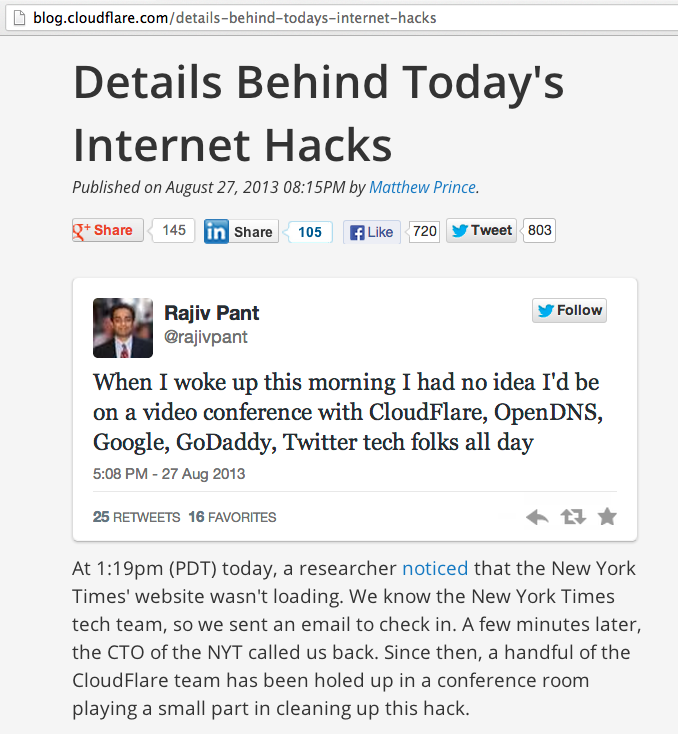 blog.cloudflare.com/details-behind-todays-internet-hacks
Details Behind Today's
Internet Hacks
Published on August 27, 2013 08:15PM by Matthew Prince.
g+ Share 145 in Share 105 f Like 720 Tweet 803
Rajiv Pant
@rajivpant
Follow
When I woke up this morning I had no idea I'd be
on a video conference with CloudFlare, OpenDNS,
Google, GoDaddy, Twitter tech folks all day
5:08 PM - 27 Aug 2013
25 RETWEETS 16 FAVORITES
At 1:19pm (PDT) today, a researcher noticed that the New York
Times' website wasn't loading. We know the New York Times
tech team, so we sent an email to check in. A few minutes later,
the CTO of the NYT called us back. Since then, a handful of the
CloudFlare team has been holed up in a conference room
playing a small part in cleaning up this hack.